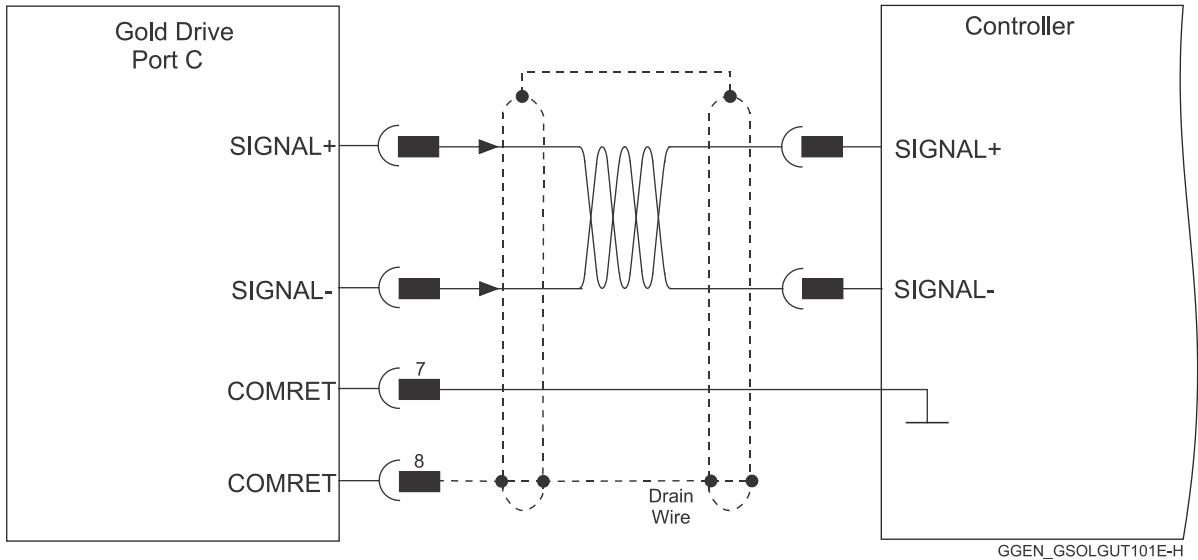 Gold Drive
Port C
Controller
SIGNAL+
SIGNAL+
SIGNAL-
SIGNAL-
COMRET
7
COMRET
8
Drain
Wire
GGEN_GSOLGUT101E-H